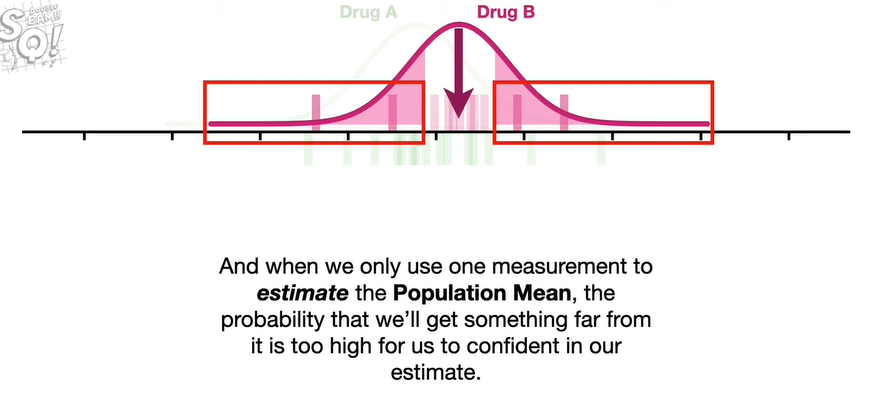 Drug A
Drug B
And when we only use one measurement to
estimate the Population Mean, the
probability that we’ll get something far from
it is too high for us to confident in our
estimate.